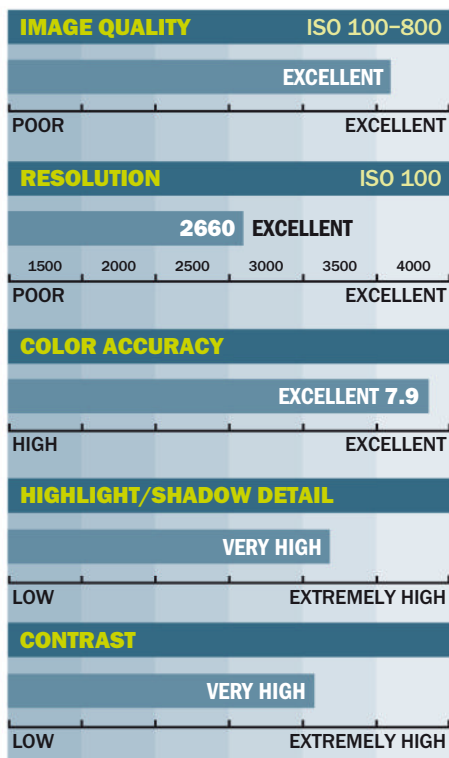 IMAGE QUALITY ISO 100–800
EXCELLENT
POOR EXCELLENT
RESOLUTION ISO 100
2660 EXCELLENT
1500 2000 2500 3000 3500 4000
POOR EXCELLENT
COLOR ACCURACY
EXCELLENT 7.9
HIGH EXCELLENT
HIGHLIGHT/SHADOW DETAIL
VERY HIGH
LOW EXTREMELY HIGH
CONTRAST
VERY HIGH
LOW EXTREMELY HIGH